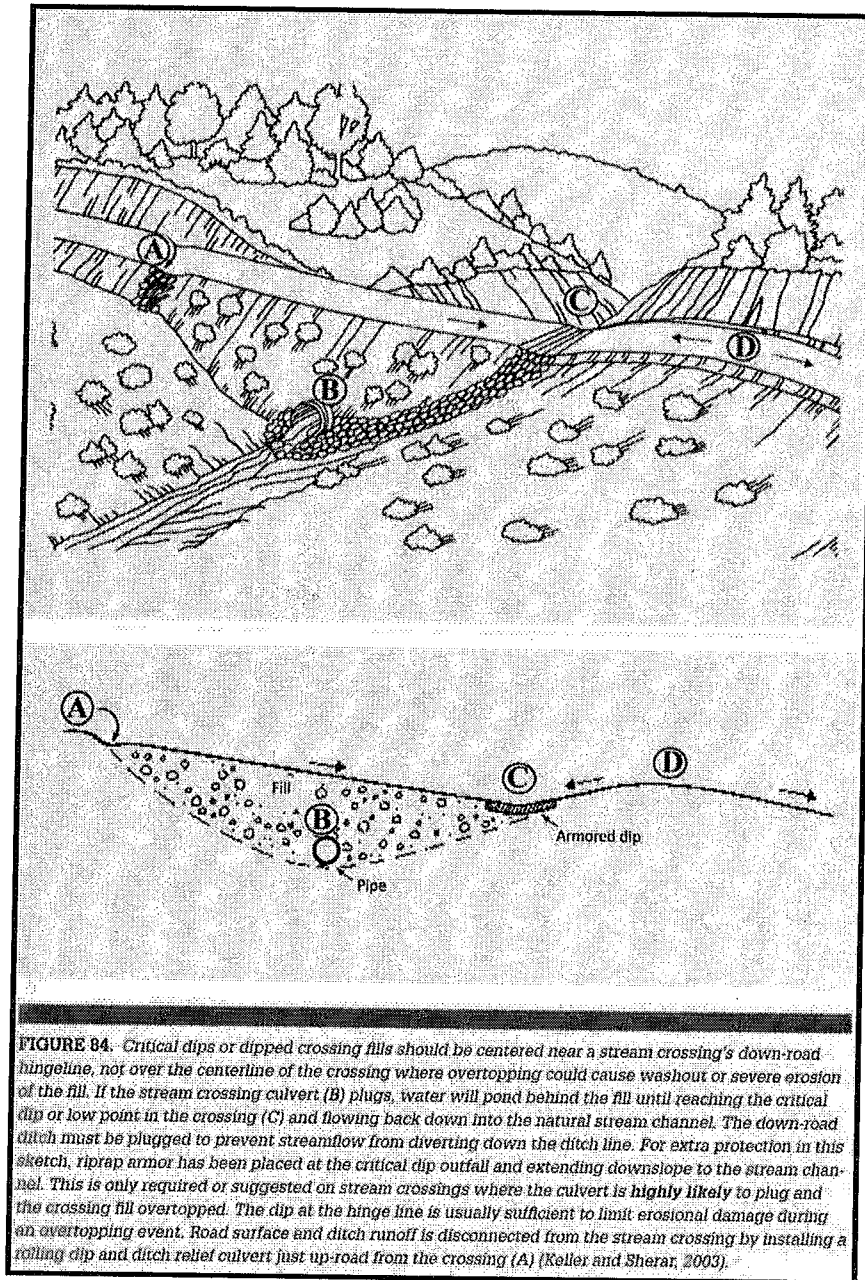 A
B
C
D
A
Fill
B
C
D
Armored dip
Pipe
FIGURE 84. Critical dips or dipped crossing fills should be centered near a stream crossing's down-road
hingeline, not over the centerline of the crossing where overtopping could cause washout or severe erosion
of the fill. If the stream crossing culvert (B) plugs, water will pond behind the fill until reaching the critical
dip or low point in the crossing (C) and flowing back down into the natural stream channel. The down-road
ditch must be plugged to prevent streamflow from diverting down the ditch line. For extra protection in this
sketch, riprap armor has been placed at the critical dip outfall and extending downslope to the stream chan-
nel. This is only required or suggested on stream crossings where the culvert is highly likely to plug and
the crossing fill overtopped. The dip at the hinge line is usually sufficient to limit erosional damage during
an overtopping event. Road surface and ditch runoff is disconnected from the stream crossing by installing a
rolling dip and ditch relief culvert just up-road from the crossing (A) (Keller and Sherar, 2003).